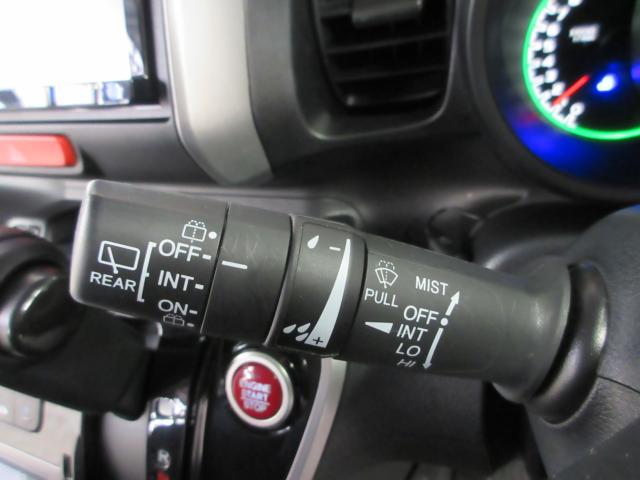 OFF
INT
ON
REAR
-
+
PULL
MIST
OFF
INT
LO
HI
ENGINE
START
STOP
R